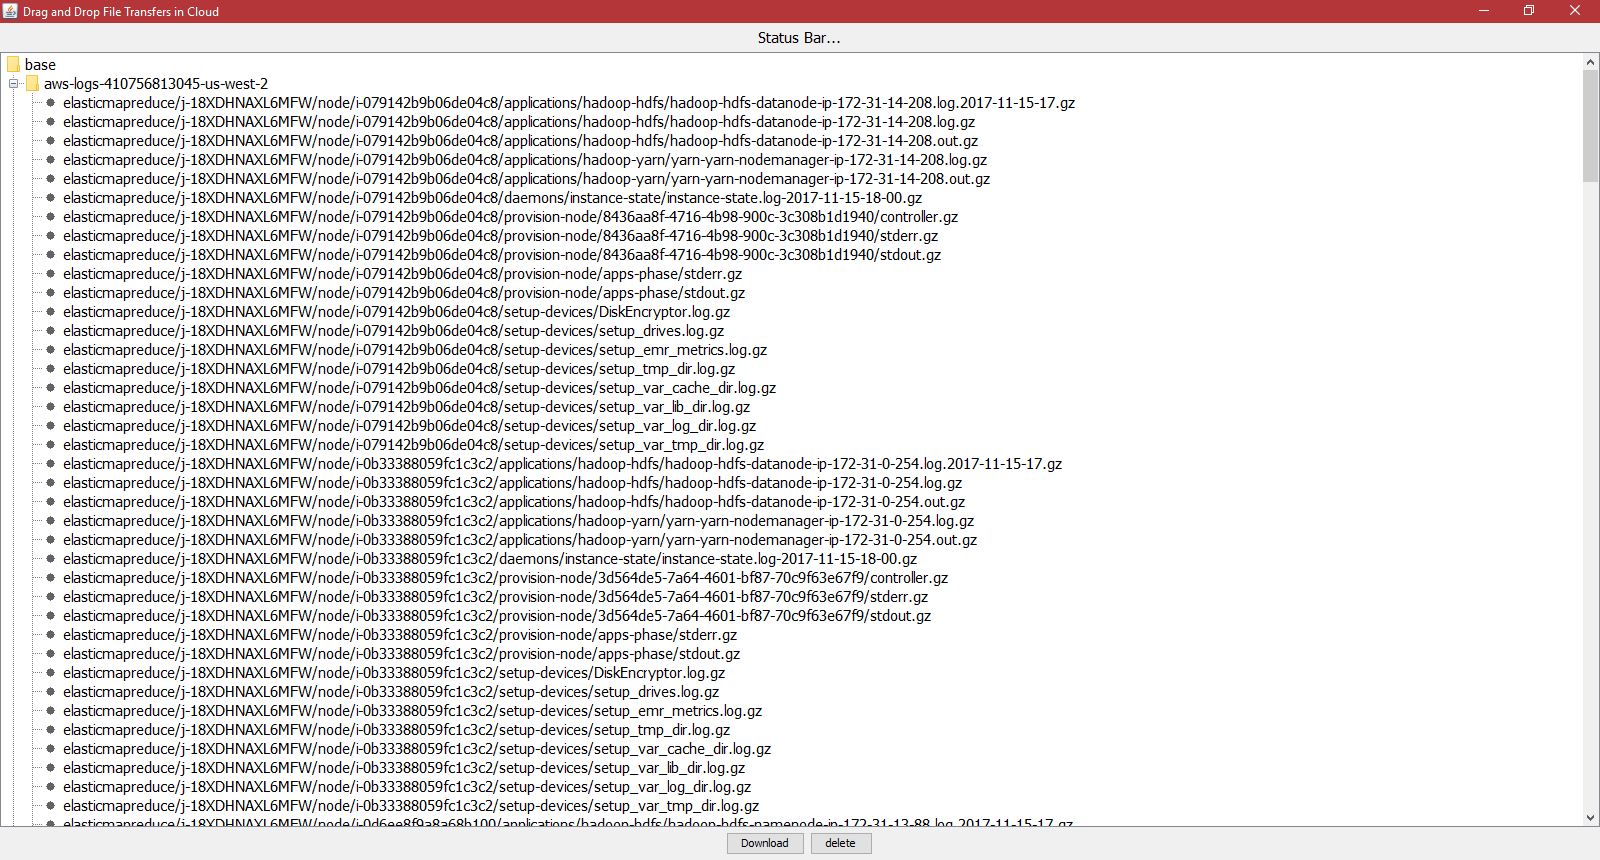 Drag and Drop File Transfers in Cloud
Status Bar...
base
aws-logs-410756813045-us-west-2
elasticmapreduce/j-18XDHNAXL6MFW/node/i-079142b9b06de04c8/applications/hadoop-hdfs/hadoop-hdfs-datanode-ip-172-31-14-208.log.2017-11-15-17.gz
elasticmapreduce/j-18XDHNAXL6MFW/node/i-079142b9b06de04c8/applications/hadoop-hdfs/hadoop-hdfs-datanode-ip-172-31-14-208.log.gz
elasticmapreduce/j-18XDHNAXL6MFW/node/i-079142b9b06de04c8/applications/hadoop-hdfs/hadoop-hdfs-datanode-ip-172-31-14-208.out.gz
elasticmapreduce/j-18XDHNAXL6MFW/node/i-079142b9b06de04c8/applications/hadoop-yarn/yarn-yarn-nodemanager-ip-172-31-14-208.log.gz
elasticmapreduce/j-18XDHNAXL6MFW/node/i-079142b9b06de04c8/applications/hadoop-yarn/yarn-yarn-nodemanager-ip-172-31-14-208.out.gz
elasticmapreduce/j-18XDHNAXL6MFW/node/i-079142b9b06de04c8/daemons/instance-state/instance-state.log-2017-11-15-18-00.gz
elasticmapreduce/j-18XDHNAXL6MFW/node/i-079142b9b06de04c8/provision-node/8436aa8f-4716-4b98-900c-3c308b1d1940/controller.gz
elasticmapreduce/j-18XDHNAXL6MFW/node/i-079142b9b06de04c8/provision-node/8436aa8f-4716-4b98-900c-3c308b1d1940/stderr.gz
elasticmapreduce/j-18XDHNAXL6MFW/node/i-079142b9b06de04c8/provision-node/8436aa8f-4716-4b98-900c-3c308b1d1940/stdout.gz
elasticmapreduce/j-18XDHNAXL6MFW/node/i-079142b9b06de04c8/provision-node/apps-phase/stderr.gz
elasticmapreduce/j-18XDHNAXL6MFW/node/i-079142b9b06de04c8/provision-node/apps-phase/stdout.gz
elasticmapreduce/j-18XDHNAXL6MFW/node/i-079142b9b06de04c8/setup-devices/DiskEncryptor.log.gz
elasticmapreduce/j-18XDHNAXL6MFW/node/i-079142b9b06de04c8/setup-devices/setup_drives.log.gz
elasticmapreduce/j-18XDHNAXL6MFW/node/i-079142b9b06de04c8/setup-devices/setup_emr_metrics.log.gz
elasticmapreduce/j-18XDHNAXL6MFW/node/i-079142b9b06de04c8/setup-devices/setup_tmp_dir.log.gz
elasticmapreduce/j-18XDHNAXL6MFW/node/i-079142b9b06de04c8/setup-devices/setup_var_cache_dir.log.gz
elasticmapreduce/j-18XDHNAXL6MFW/node/i-079142b9b06de04c8/setup-devices/setup_var_lib_dir.log.gz
elasticmapreduce/j-18XDHNAXL6MFW/node/i-079142b9b06de04c8/setup-devices/setup_var_log_dir.log.gz
elasticmapreduce/j-18XDHNAXL6MFW/node/i-079142b9b06de04c8/setup-devices/setup_var_tmp_dir.log.gz
elasticmapreduce/j-18XDHNAXL6MFW/node/i-0b33388059fc1c3c2/applications/hadoop-hdfs/hadoop-hdfs-datanode-ip-172-31-0-254.log.2017-11-15-17.gz
elasticmapreduce/j-18XDHNAXL6MFW/node/i-0b33388059fc1c3c2/applications/hadoop-hdfs/hadoop-hdfs-datanode-ip-172-31-0-254.log.gz
elasticmapreduce/j-18XDHNAXL6MFW/node/i-0b33388059fc1c3c2/applications/hadoop-hdfs/hadoop-hdfs-datanode-ip-172-31-0-254.out.gz
elasticmapreduce/j-18XDHNAXL6MFW/node/i-0b33388059fc1c3c2/applications/hadoop-yarn/yarn-yarn-nodemanager-ip-172-31-0-254.log.gz
elasticmapreduce/j-18XDHNAXL6MFW/node/i-0b33388059fc1c3c2/applications/hadoop-yarn/yarn-yarn-nodemanager-ip-172-31-0-254.out.gz
elasticmapreduce/j-18XDHNAXL6MFW/node/i-0b33388059fc1c3c2/daemons/instance-state/instance-state.log-2017-11-15-18-00.gz
elasticmapreduce/j-18XDHNAXL6MFW/node/i-0b33388059fc1c3c2/provision-node/3d564de5-7a64-4601-bf87-70c9f63e67f9/controller.gz
elasticmapreduce/j-18XDHNAXL6MFW/node/i-0b33388059fc1c3c2/provision-node/3d564de5-7a64-4601-bf87-70c9f63e67f9/stderr.gz
elasticmapreduce/j-18XDHNAXL6MFW/node/i-0b33388059fc1c3c2/provision-node/3d564de5-7a64-4601-bf87-70c9f63e67f9/stdout.gz
elasticmapreduce/j-18XDHNAXL6MFW/node/i-0b33388059fc1c3c2/provision-node/apps-phase/stderr.gz
elasticmapreduce/j-18XDHNAXL6MFW/node/i-0b33388059fc1c3c2/provision-node/apps-phase/stdout.gz
elasticmapreduce/j-18XDHNAXL6MFW/node/i-0b33388059fc1c3c2/setup-devices/DiskEncryptor.log.gz
elasticmapreduce/j-18XDHNAXL6MFW/node/i-0b33388059fc1c3c2/setup-devices/setup_drives.log.gz
elasticmapreduce/j-18XDHNAXL6MFW/node/i-0b33388059fc1c3c2/setup-devices/setup_emr_metrics.log.gz
elasticmapreduce/j-18XDHNAXL6MFW/node/i-0b33388059fc1c3c2/setup-devices/setup_tmp_dir.log.gz
elasticmapreduce/j-18XDHNAXL6MFW/node/i-0b33388059fc1c3c2/setup-devices/setup_var_cache_dir.log.gz
elasticmapreduce/j-18XDHNAXL6MFW/node/i-0b33388059fc1c3c2/setup-devices/setup_var_lib_dir.log.gz
elasticmapreduce/j-18XDHNAXL6MFW/node/i-0b33388059fc1c3c2/setup-devices/setup_var_log_dir.log.gz
elasticmapreduce/j-18XDHNAXL6MFW/node/i-0b33388059fc1c3c2/setup-devices/setup_var_tmp_dir.log.gz
elasticmapreduce/j-18XDHNAXL6MFW/node/i-0d6ee8f9a8a68b100/applications/hadoop-hdfs/hadoop-hdfs-namenode-ip-172-31-13-88.log.2017-11-15-17.gz
Download
delete